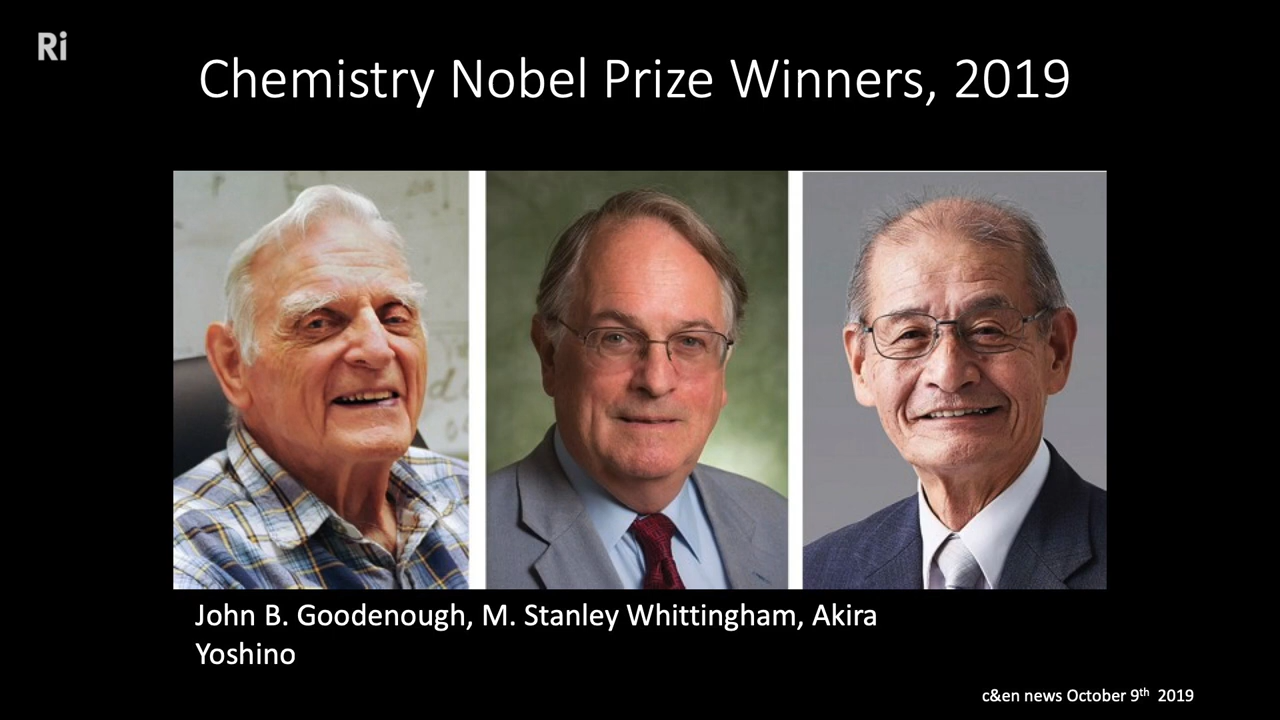 Ri
Chemistry Nobel Prize Winners, 2019
John B. Goodenough, M. Stanley Whittingham, Akira
Yoshino
c&en news October 9th 2019